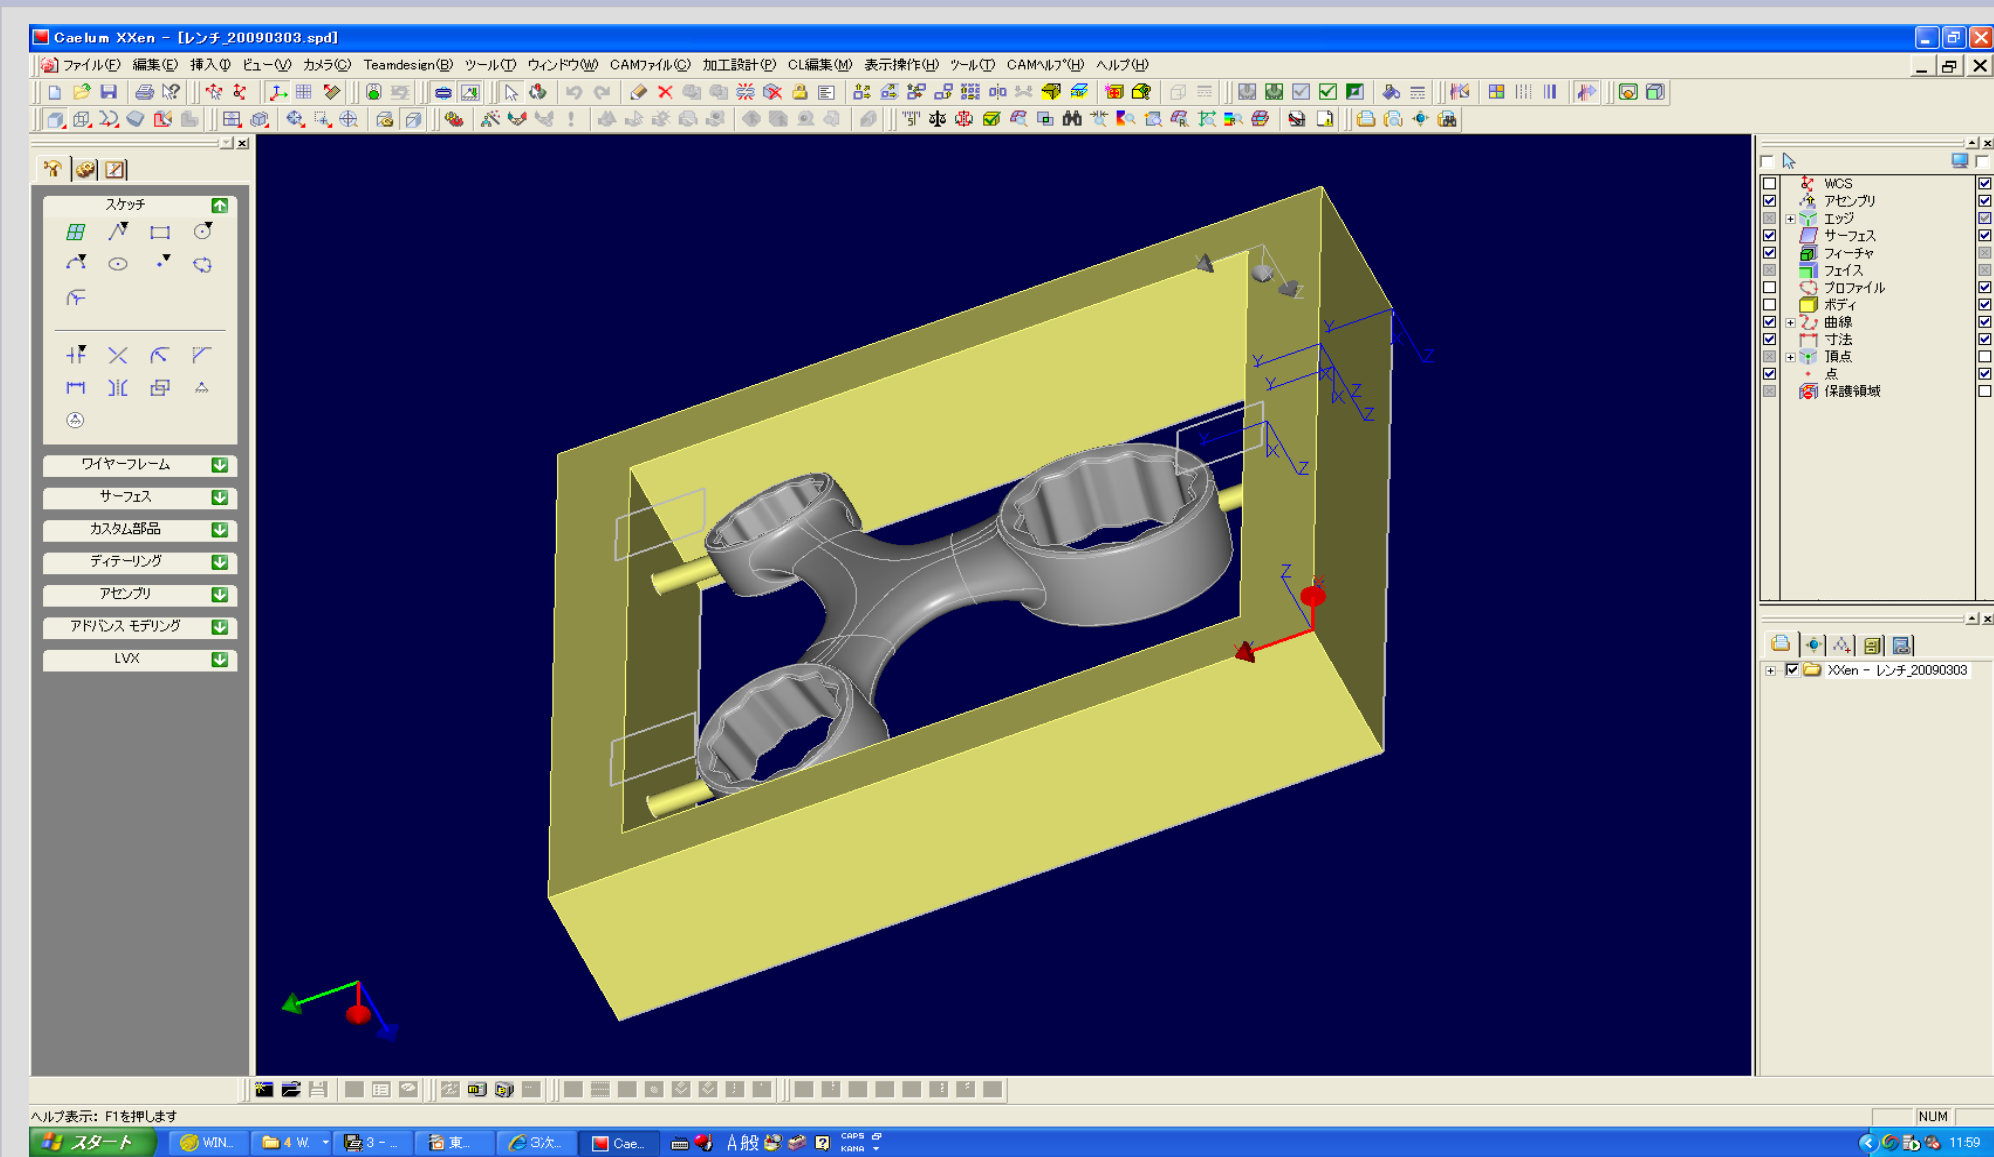 Caelum XXen - [レンチ_20090303.spd]
ファイル(F) 編集(E) 挿入(I) ビュー(V) カメラ(C) Teamdesign(B) ツール(T) ウィンドウ(W) CAMファイル(C) 加工設計(P) CL編集(M) 表示操作(H) ツール(T) CAMヘルプ(H) ヘルプ(H)
スケッチ
ワイヤーフレーム
サーフェス
カスタム部品
ディテーリング
アセンブリ
アドバンス モデリング
LVX
Z
Y
X
Z
Y
X
Z
Y
X
Z
Y
X
Z
Z
WCS
アセンブリ
エッジ
サーフェス
フィーチャ
フェイス
プロファイル
ボディ
曲線
寸法
頂点
点
保護領域
XXen - レンチ_20090303
ヘルプ表示: F1を押します
NUM
スタート
WIN...
4 W.
3 - ...
東...
3次...
Cae...
A 般
CAPS
KANA
11:59